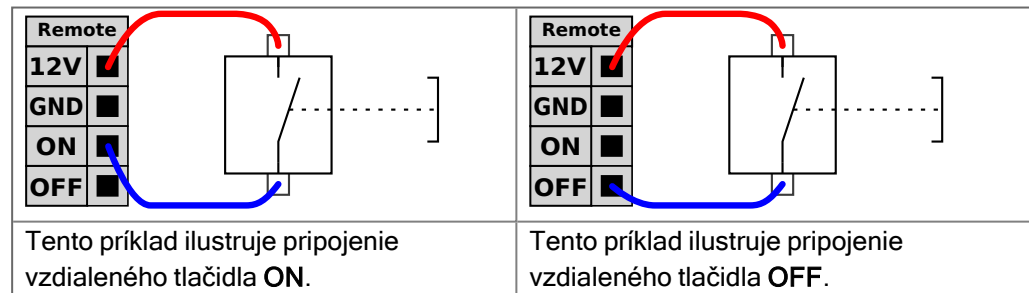 Remote
12V
GND
ON
OFF
Tento príklad ilustruje pripojenie
vzdialeného tlačidla ON.
Remote
12V
GND
ON
OFF
Tento príklad ilustruje pripojenie
vzdialeného tlačidla OFF.